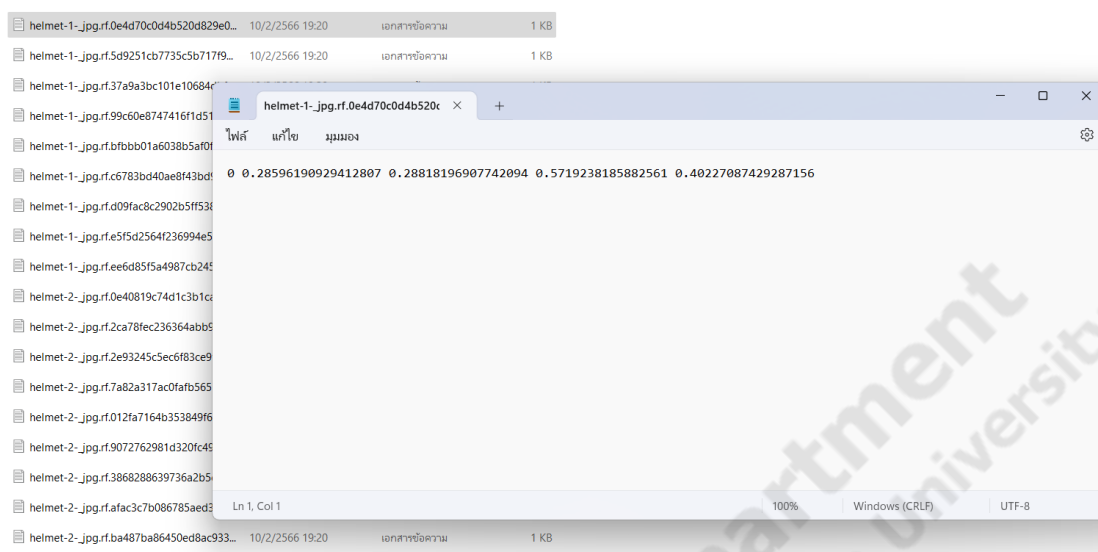 helmet-1-_jpg.rf.0e4d70c0d4b520d829e0... 10/2/2566 19:20 เอกสารข้อความ 1 KB
helmet-1-_jpg.rf.5d9251cb7735c5b717f9... 10/2/2566 19:20 เอกสารข้อความ 1 KB
helmet-1-_jpg.rf.37a9a3bc101e10684c
helmet-1-_jpg.rf.99c60e8747416f1d51
helmet-1-_jpg.rf.bfbbb01a6038b5af0f
helmet-1-_jpg.rf.c6783bd40ae8f43bd9
helmet-1-_jpg.rf.d09fac8c2902b5ff538
helmet-1-_jpg.rf.e5f5d2564f236994e5
helmet-1-_jpg.rf.ee6d85f5a4987cb245
helmet-2-_jpg.rf.0e40819c74d1c3b1ca
helmet-2-_jpg.rf.2ca78fec236364abb9
helmet-2-_jpg.rf.2e93245c5ec6f83ce9
helmet-2-_jpg.rf.7a82a317ac0fafb565
helmet-2-_jpg.rf.012fa7164b353849f6
helmet-2-_jpg.rf.9072762981d320fc49
helmet-2-_jpg.rf.3868288639736a2b5
helmet-2-_jpg.rf.afac3c7b086785aed3
helmet-2-_jpg.rf.ba487ba86450ed8ac933... 10/2/2566 19:20 เอกสารข้อความ 1 KB
helmet-1-_jpg.rf.0e4d70c0d4b520c
ไฟล์ แก้ไข มุมมอง
0 0.28596190929412807 0.28818196907742094 0.5719238185882561 0.40227087429287156
Ln 1, Col 1 100% Windows (CRLF) UTF-8